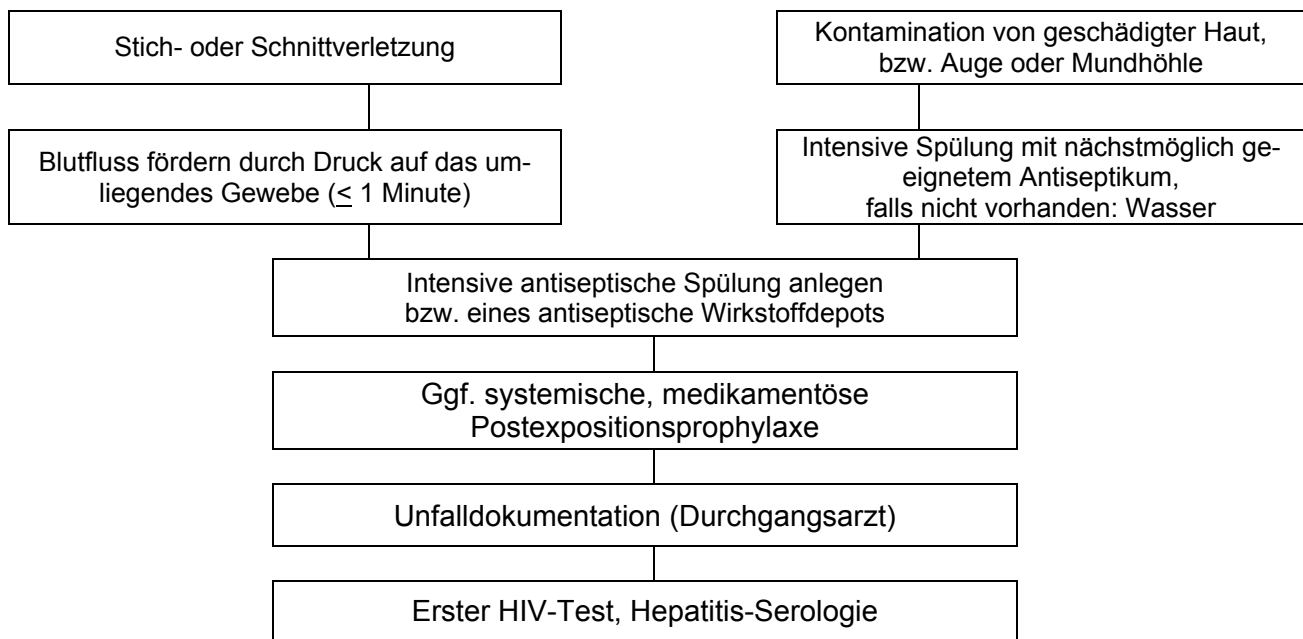 Stich- oder Schnittverletzung
Kontamination von geschädigter Haut,
bzw. Auge oder Mundhöhle
Blutfluss fördern durch Druck auf das um-
liegendes Gewebe (≤ 1 Minute)
Intensive Spülung mit nächstmöglich ge-
eignetem Antiseptikum,
falls nicht vorhanden: Wasser
Intensive antiseptische Spülung anlegen
bzw. eines antiseptische Wirkstoffdepots
Ggf. systemische, medikamentöse
Postexpositionsprophylaxe
Unfalldokumentation (Durchgangsarzt)
Erster HIV-Test, Hepatitis-Serologie